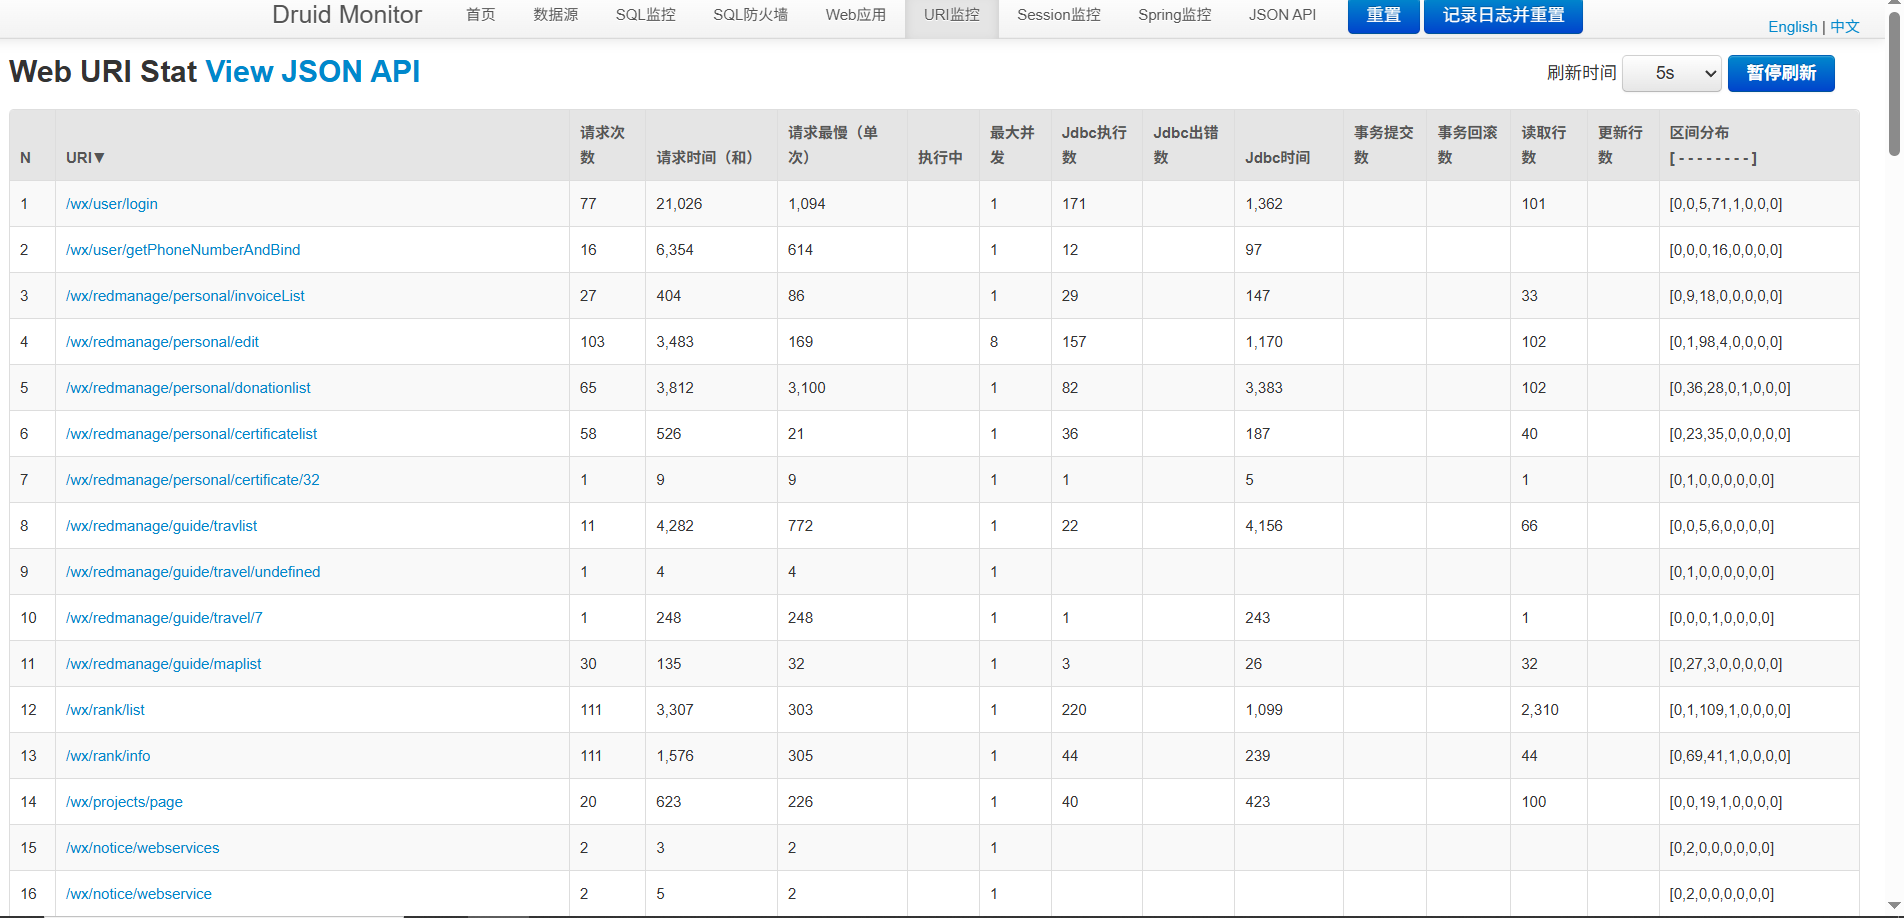 Druid Monitor 首页 数据源 SQL监控 SQL防火墙 Web应用 URI监控 Session监控 Spring监控 JSON API 重置 记录日志并重置 English | 中文
Web URI Stat View JSON API 刷新时间 5s 暂停刷新
N URI▼ 请求次数 请求时间（和） 请求最慢（单次） 执行中 最大并发 Jdbc执行数 Jdbc出错数 Jdbc时间 事务提交数 事务回滚数 读取行数 更新行数 区间分布 [ - - - - - - - - ]
1 /wx/user/login 77 21,026 1,094 1 171 1,362 101 [0,0,5,71,1,0,0,0]
2 /wx/user/getPhoneNumberAndBind 16 6,354 614 1 12 97 [0,0,0,16,0,0,0,0]
3 /wx/redmanage/personal/invoiceList 27 404 86 1 29 147 33 [0,9,18,0,0,0,0,0]
4 /wx/redmanage/personal/edit 103 3,483 169 8 157 1,170 102 [0,1,98,4,0,0,0,0]
5 /wx/redmanage/personal/donationlist 65 3,812 3,100 1 82 3,383 102 [0,36,28,0,1,0,0,0]
6 /wx/redmanage/personal/certificatelist 58 526 21 1 36 187 40 [0,23,35,0,0,0,0,0]
7 /wx/redmanage/personal/certificate/32 1 9 9 1 1 5 1 [0,1,0,0,0,0,0,0]
8 /wx/redmanage/guide/travlist 11 4,282 772 1 22 4,156 66 [0,0,5,6,0,0,0,0]
9 /wx/redmanage/guide/travel/undefined 1 4 4 1 [0,1,0,0,0,0,0,0]
10 /wx/redmanage/guide/travel/7 1 248 248 1 1 243 1 [0,0,0,1,0,0,0,0]
11 /wx/redmanage/guide/maplist 30 135 32 1 3 26 32 [0,27,3,0,0,0,0,0]
12 /wx/rank/list 111 3,307 303 1 220 1,099 2,310 [0,1,109,1,0,0,0,0]
13 /wx/rank/info 111 1,576 305 1 44 239 44 [0,69,41,1,0,0,0,0]
14 /wx/projects/page 20 623 226 1 40 423 100 [0,0,19,1,0,0,0,0]
15 /wx/notice/webservices 2 3 2 1 [0,2,0,0,0,0,0,0]
16 /wx/notice/webservice 2 5 2 1 [0,2,0,0,0,0,0,0]